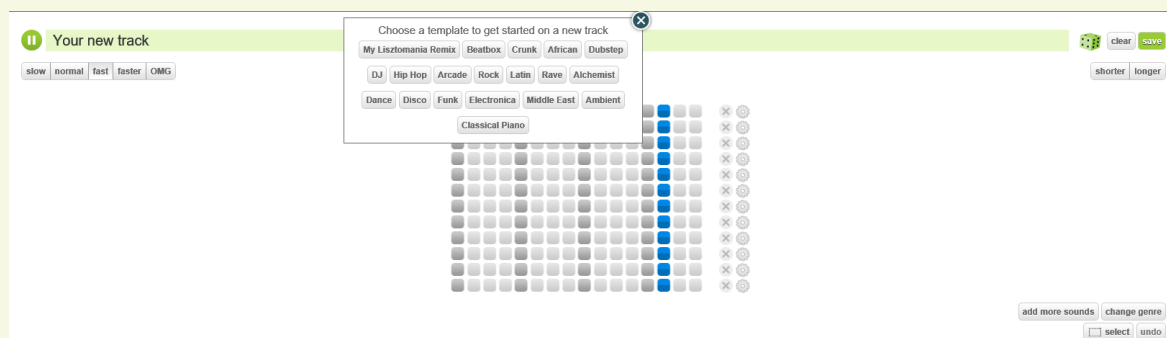 Choose a template to get started on a new track
My Lisztomania Remix Beatbox Crunk African Dubstep
DJ Hip Hop Arcade Rock Latin Rave Alchemist
Dance Disco Funk Electronica Middle East Ambient
Classical Piano
Your new track
clear save
slow normal fast faster OMG
shorter longer
add more sounds change genre
select undo